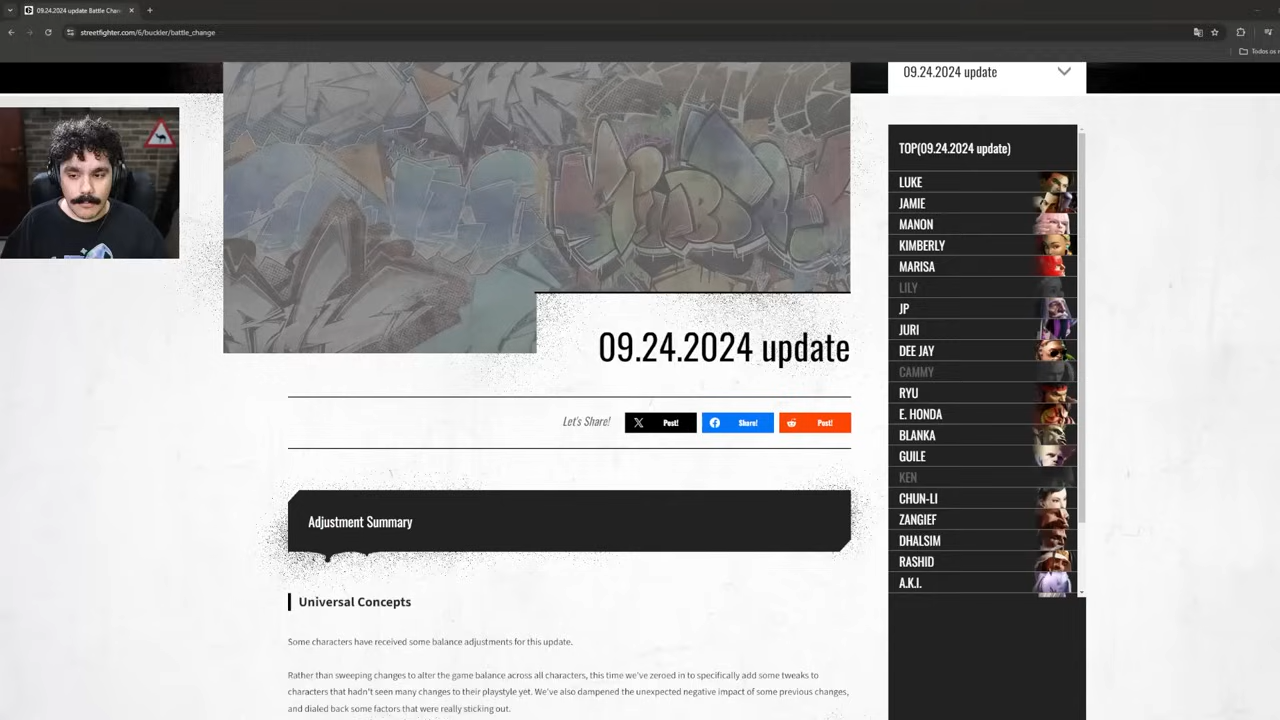 09.24.2024 update Battle Chan
streetfighter.com/6/buckler/battle_change
Todos os
09.24.2024 update
TOP(09.24.2024 update)
LUKE
JAMIE
MANON
KIMBERLY
MARISA
LILY
JP
JURI
DEE JAY
CAMMY
RYU
E. HONDA
BLANKA
GUILE
KEN
CHUN-LI
ZANGIEF
DHALSIM
RASHID
A.K.I.
09.24.2024 update
Let's Share!
Post!
Share!
Post!
Adjustment Summary
Universal Concepts
Some characters have received some balance adjustments for this update.
Rather than sweeping changes to alter the game balance across all characters, this time we've zeroed in to specifically add some tweaks to
characters that hadn't seen many changes to their playstyle yet. We've also dampened the unexpected negative impact of some previous changes,
and dialed back some factors that were really sticking out.